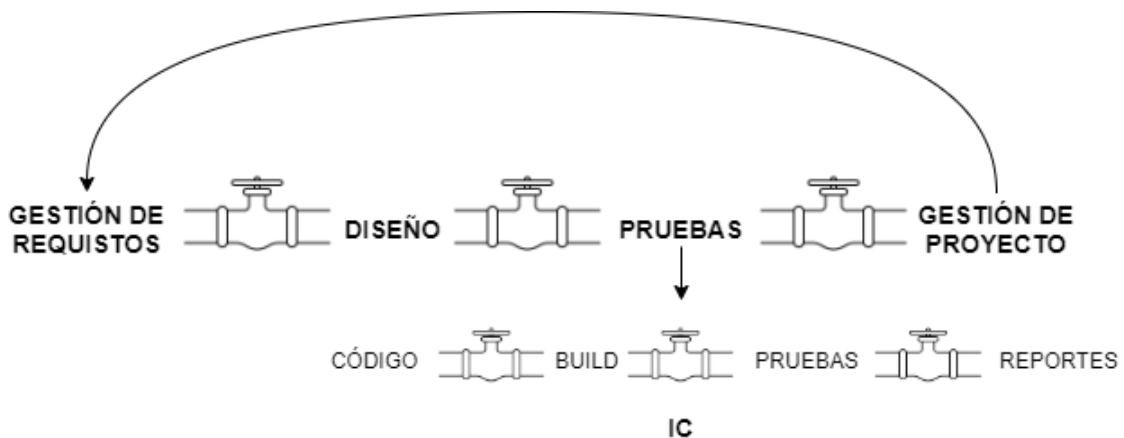 GESTIÓN DE
REQUISTOS
DISEÑO
PRUEBAS
GESTIÓN DE
PROYECTO
CÓDIGO
BUILD
PRUEBAS
REPORTES
IC